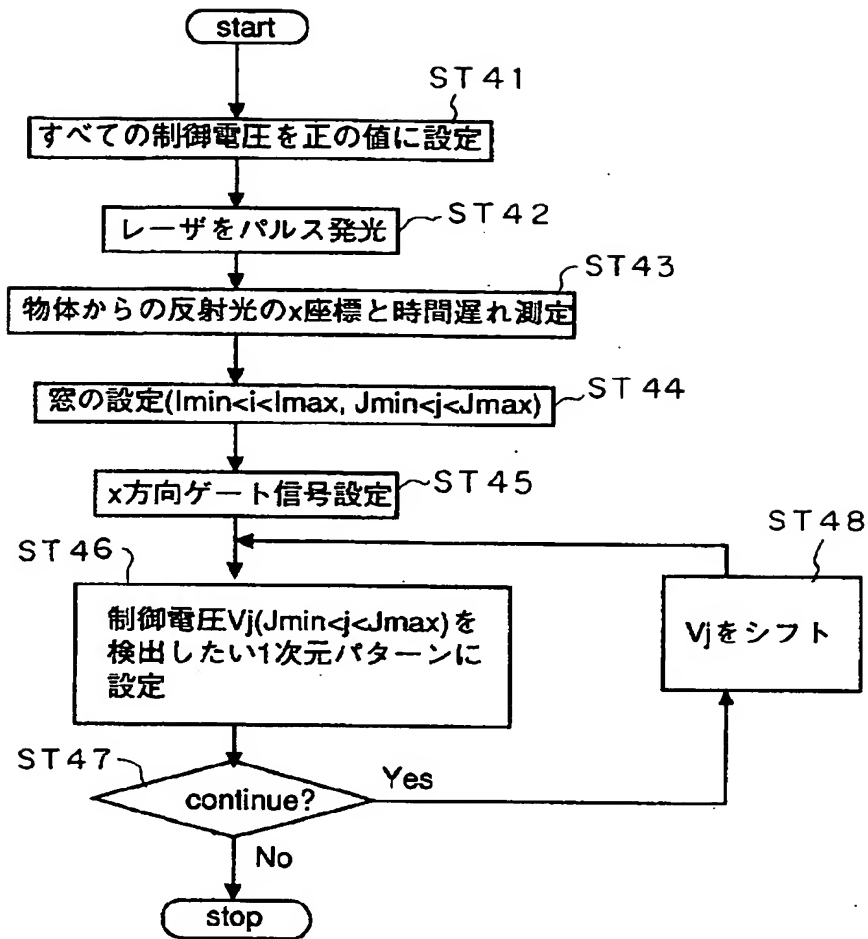 start
ST41
すべての制御電圧を正の値に設定
レーザをパルス発光
ST42
ST43
物体からの反射光のx座標と時間遅れ測定
窓の設定(Imin<i<Imax, Jmin<j<Jmax)
ST44
x方向ゲート信号設定
ST45
ST46
制御電圧Vj(Jmin<j<Jmax)を
検出したい1次元パターンに
設定
ST48
Vjをシフト
ST47
continue?
Yes
No
stop